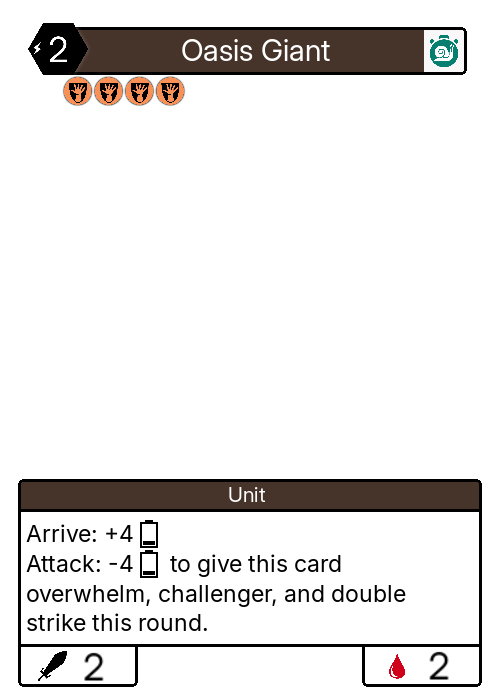 2 Oasis Giant
Unit
Arrive: +4
Attack: -4 to give this card
overwhelm, challenger, and double
strike this round.
2 2